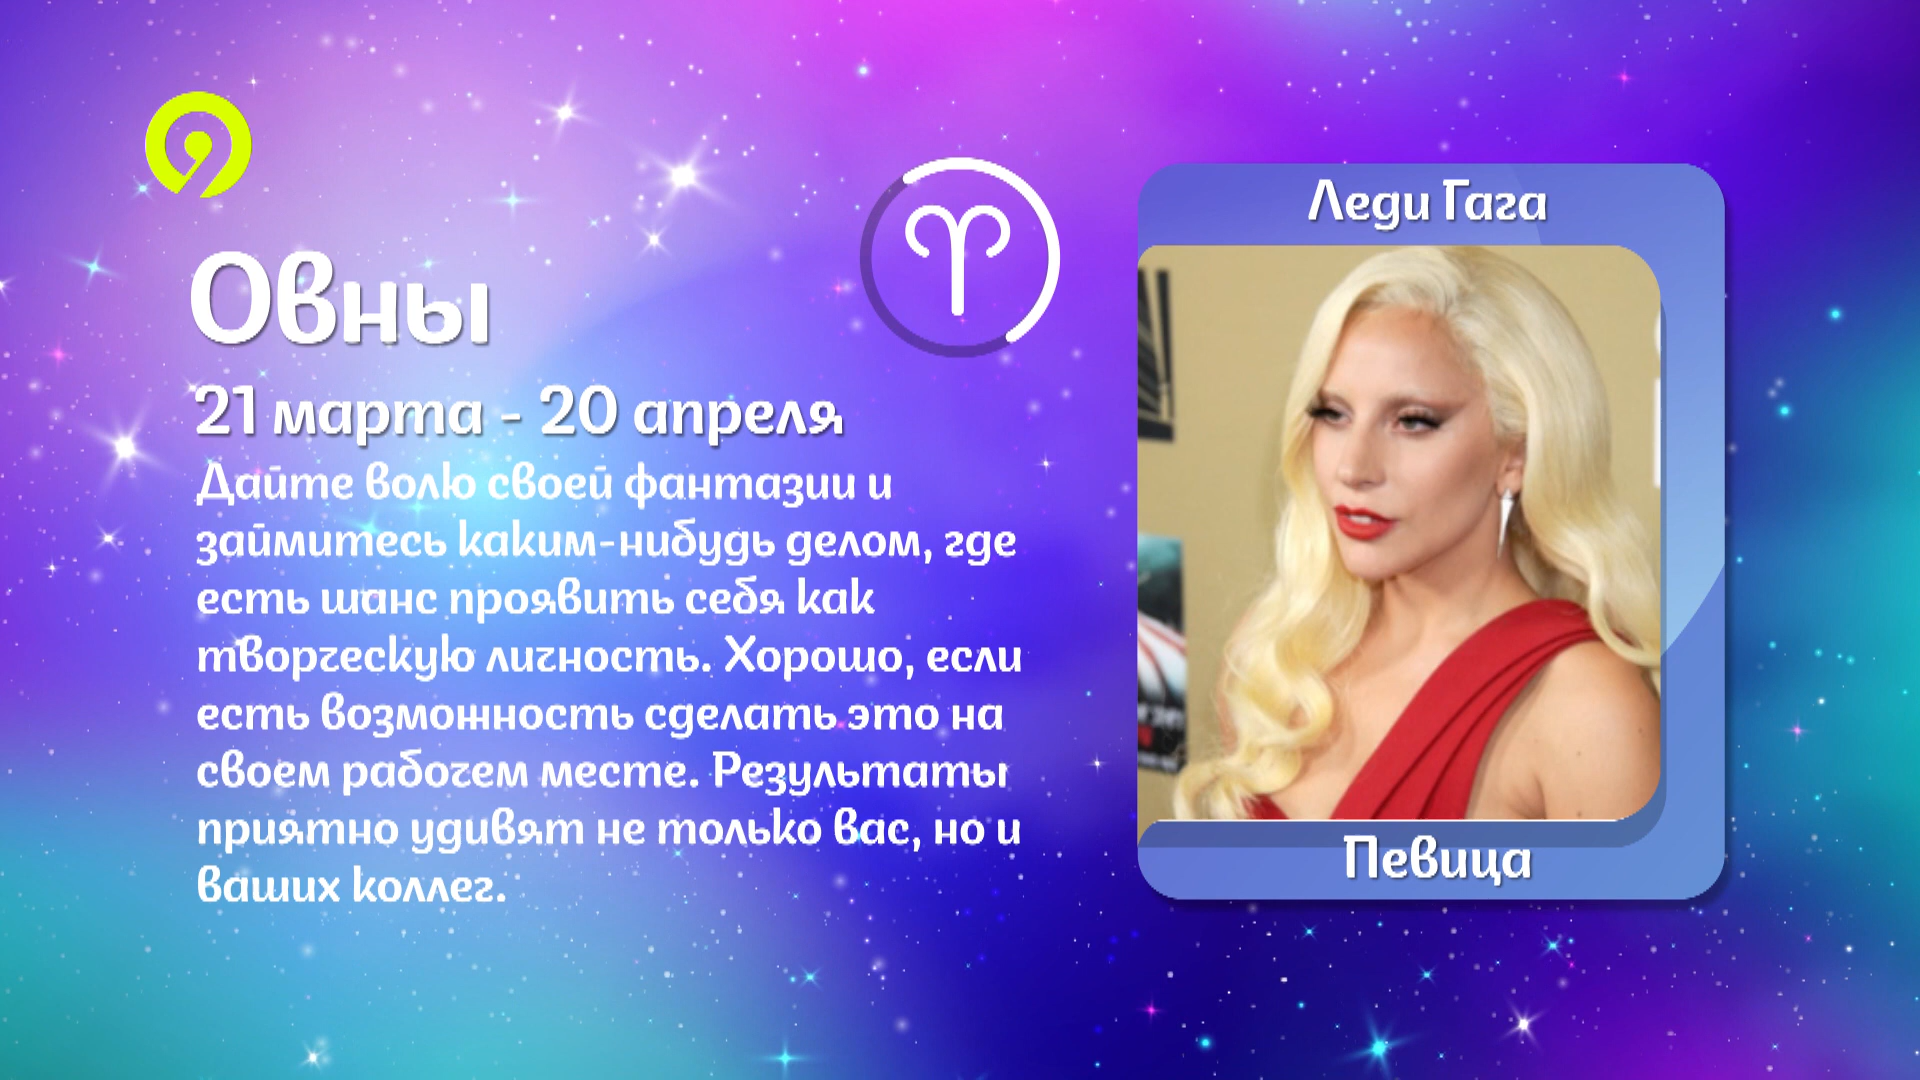 Овны
21 марта - 20 апреля
Дайте волю своей фантазии и
займитесь каким-нибудь делом, где
есть шанс проявить себя как
творческую личность. Хорошо, если
есть возможность сделать это на
своем рабочем месте. Результаты
приятно удивят не только вас, но и
ваших коллег.
Леди Гага
Певица